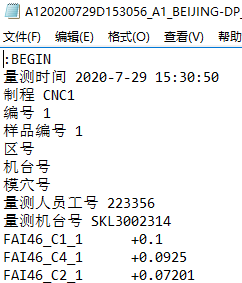 A120200729D153056_A1_BEIJING-DP_
文件(F) 编辑(E) 格式(O) 查看(V) 帮助
:BEGIN
量测时间 2020-7-29 15:30:50
制程 CNC1
编号 1
样品编号 1
区号
机台号
模穴号
量测人员工号 223356
量测机台号 SKL3002314
FAI46_C1_1 +0.1
FAI46_C4_1 +0.0925
FAI46_C2_1 +0.07201